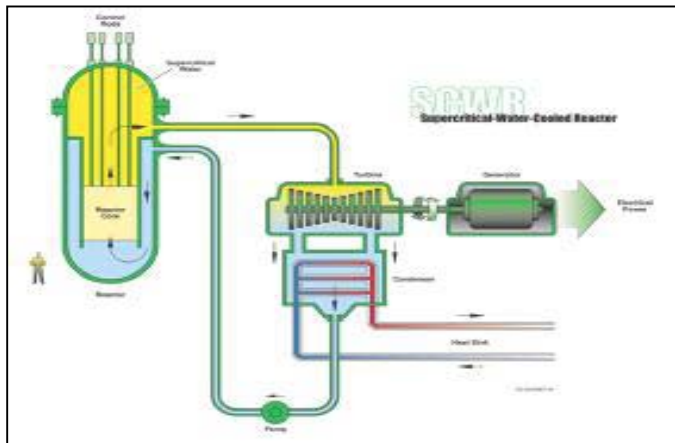 Control
Rods
Supercritical
Water
SCWR
Supercritical-Water-Cooled Reactor
Turbine
Generator
Electrical
Power
Reactor
Core
Reactor
Condenser
Heat Sink
Pump